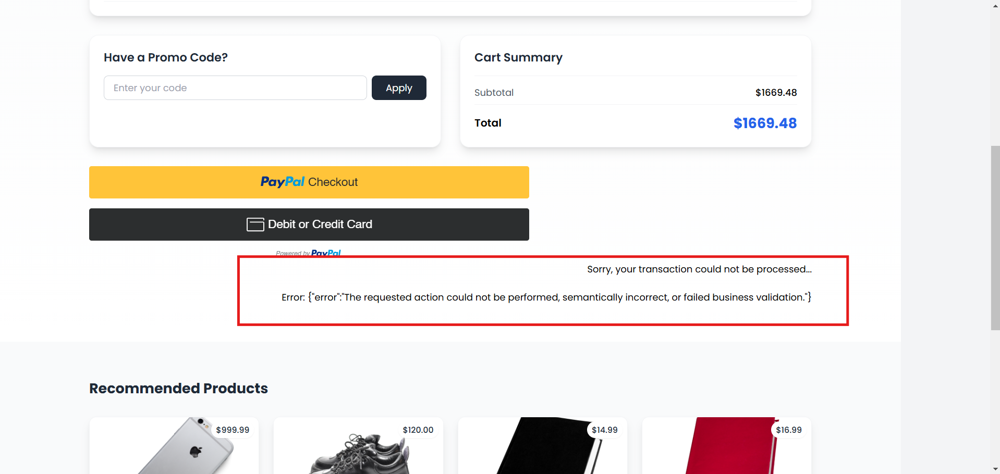 Have a Promo Code?
Enter your code
Apply
Cart Summary
Subtotal
$1669.48
Total
$1669.48
PayPal Checkout
Debit or Credit Card
Powered by PayPal
Sorry, your transaction could not be processed...
Error: {"error":"The requested action could not be performed, semantically incorrect, or failed business validation."}
Recommended Products
$999.99
$120.00
$14.99
$16.99